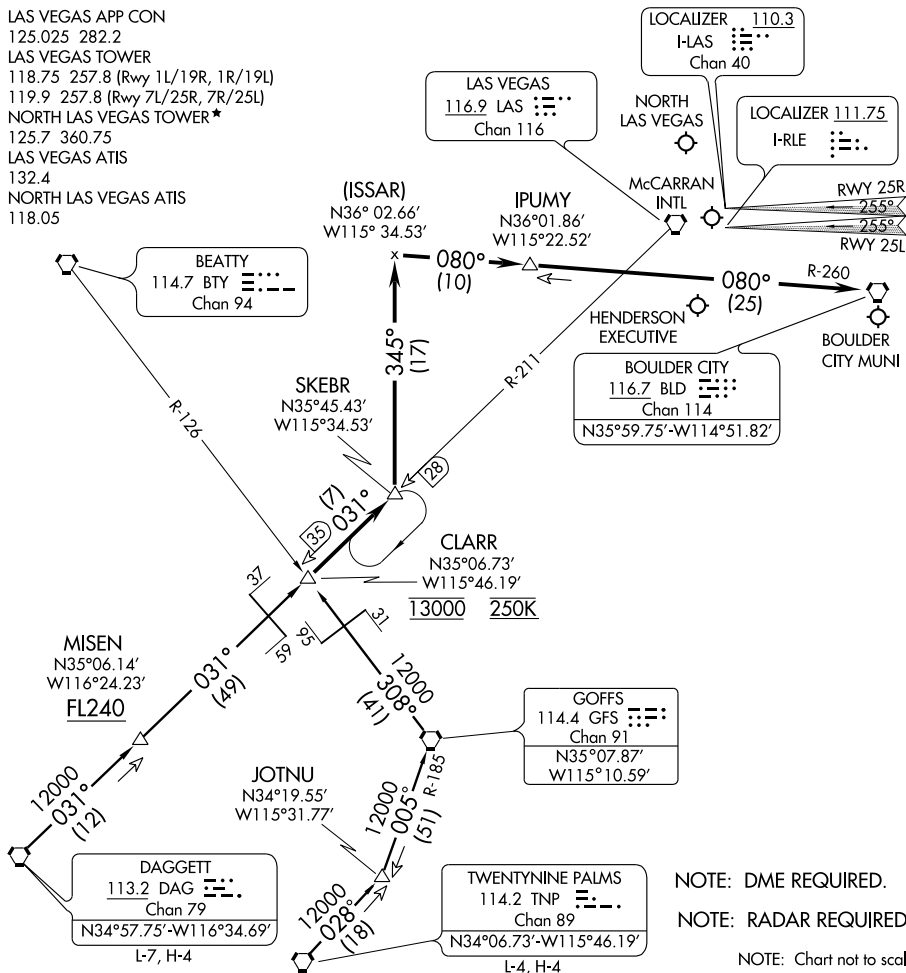 LAS VEGAS APP CON
125.025 282.2
LAS VEGAS TOWER
118.75 257.8 (Rwy 1L/19R, 1R/19L)
119.9 257.8 (Rwy 7L/25R, 7R/25L)
NORTH LAS VEGAS TOWER★
125.7 360.75
LAS VEGAS ATIS
132.4
NORTH LAS VEGAS ATIS
118.05
LOCALIZER 110.3
I-LAS
Chan 40
LAS VEGAS
116.9 LAS
Chan 116
NORTH
LAS VEGAS
LOCALIZER 111.75
I-RLE
McCARRAN
INTL
RWY 25R
255°
255°
RWY 25L
(ISSAR)
N36° 02.66'
W115° 34.53'
IPUMY
N36°01.86'
W115°22.52'
080°
(10)
080°
(25)
R-260
BEATTY
114.7 BTY
Chan 94
HENDERSON
EXECUTIVE
BOULDER
CITY MUNI
BOULDER CITY
116.7 BLD
Chan 114
N35°59.75'-W114°51.82'
345°
(17)
R-211
SKEBR
N35°45.43'
W115°34.53'
R-126
28
(7)
031°
35
CLARR
N35°06.73'
W115°46.19'
13000 250K
37
59
31
95
MISEN
N35°06.14'
W116°24.23'
FL240
031°
(49)
12000
308°
(41)
GOFFS
114.4 GFS
Chan 91
N35°07.87'
W115°10.59'
JOTNU
N34°19.55'
W115°31.77'
12000
005°
(51)
R-185
12000
031°
(12)
DAGGETT
113.2 DAG
Chan 79
N34°57.75'-W116°34.69'
L-7, H-4
12000
028°
(18)
TWENTYNINE PALMS
114.2 TNP
Chan 89
N34°06.73'-W115°46.19'
L-4, H-4
NOTE: DME REQUIRED.
NOTE: RADAR REQUIRED
NOTE: Chart not to scal